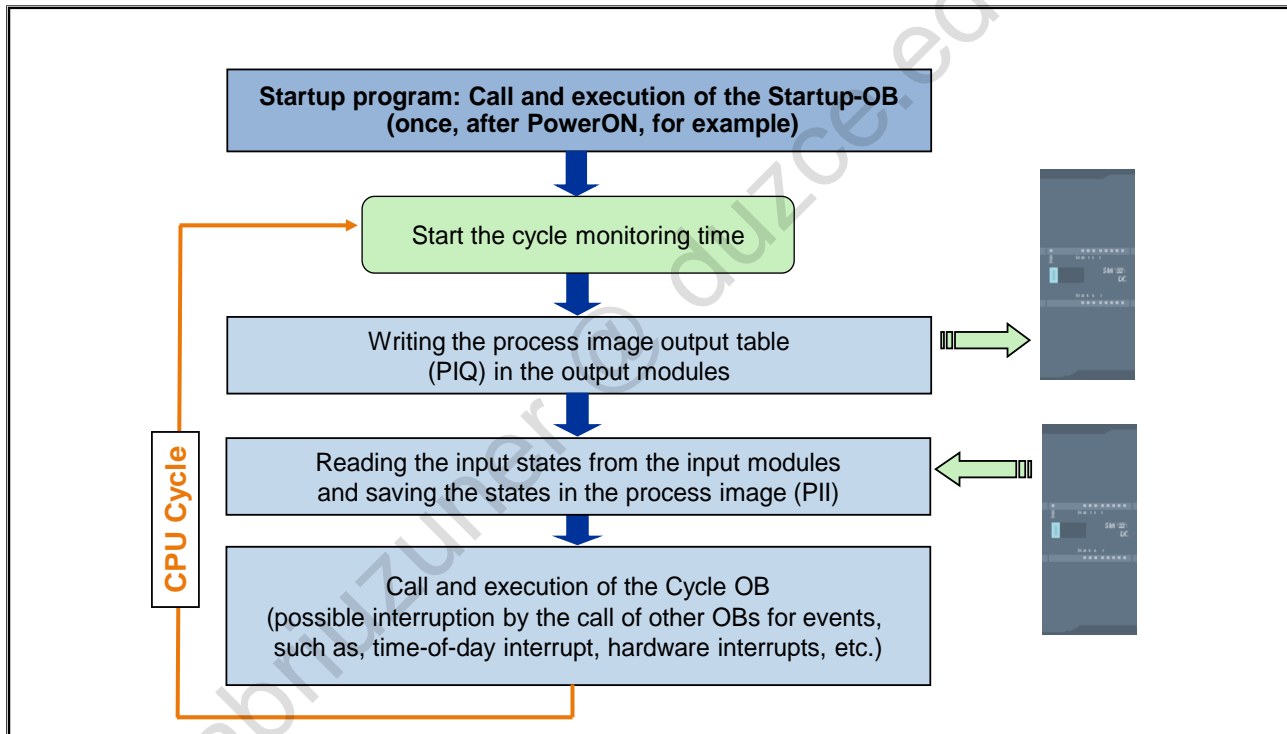 Startup program: Call and execution of the Startup-OB
(once, after PowerON, for example)
Start the cycle monitoring time
Writing the process image output table
(PIQ) in the output modules
Reading the input states from the input modules
and saving the states in the process image (PII)
Call and execution of the Cycle OB
(possible interruption by the call of other OBs for events,
such as, time-of-day interrupt, hardware interrupts, etc.)
CPU Cycle
ebriuzuner @ duzce.ed